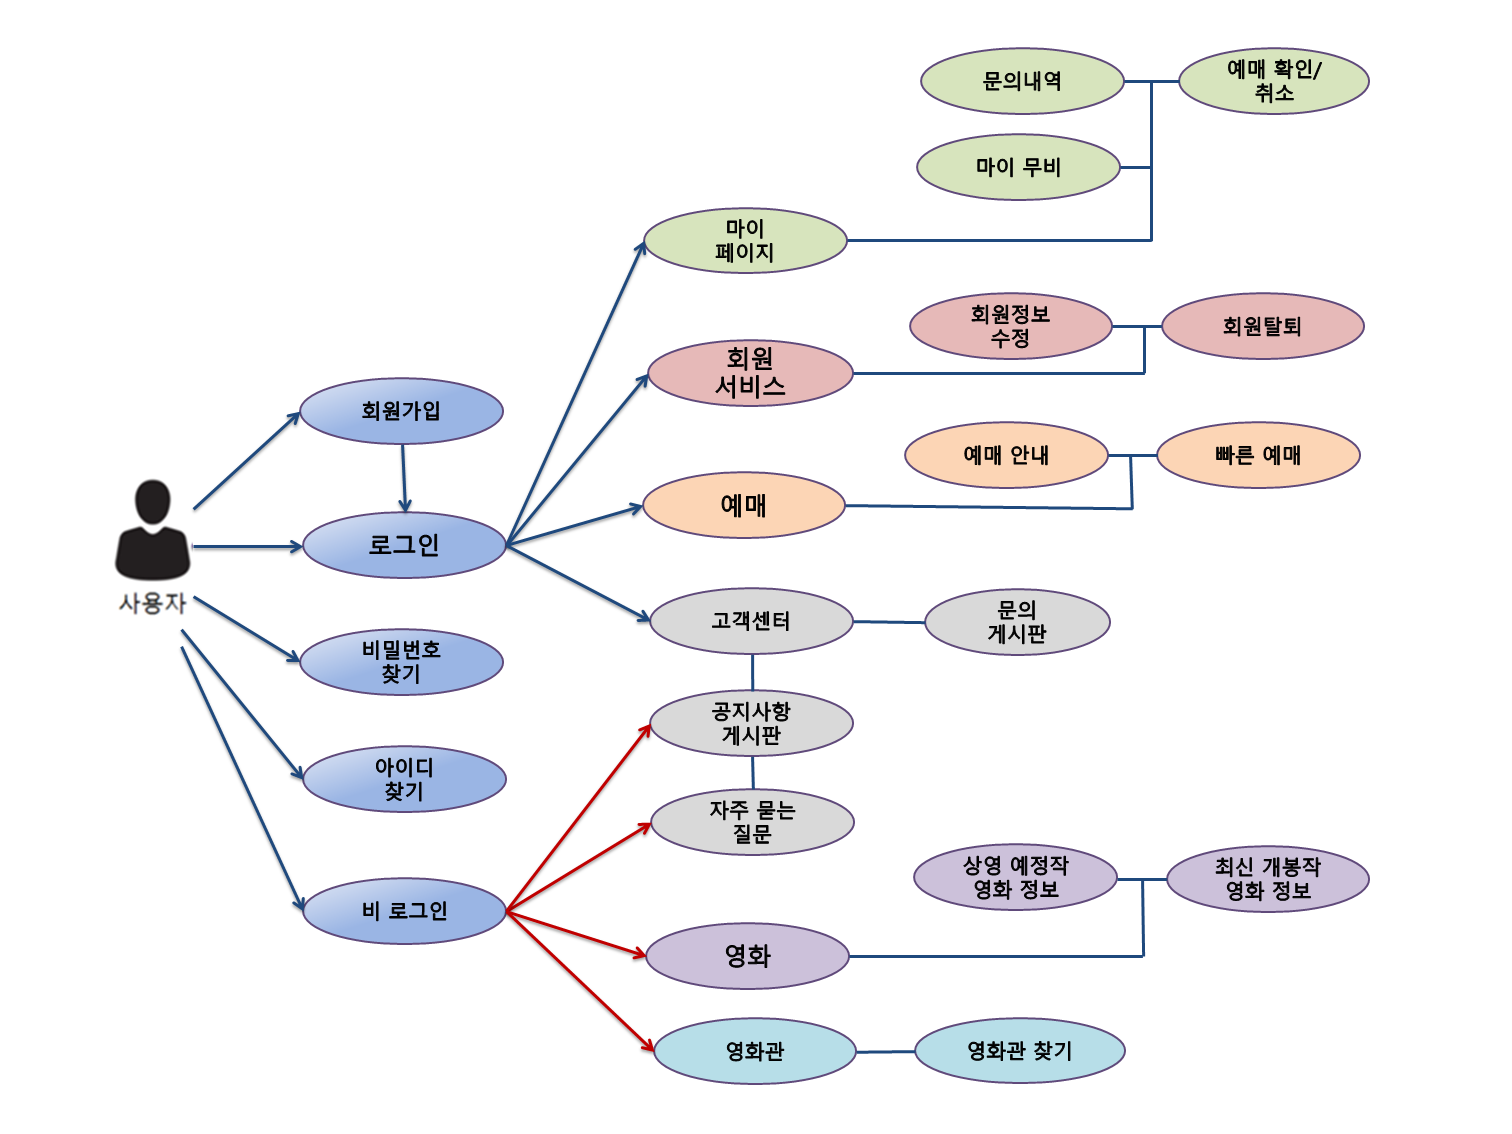 문의내역
예매 확인/
취소
마이 무비
마이
페이지
회원정보
수정
회원탈퇴
회원
서비스
회원가입
예매 안내
빠른 예매
예매
로그인
사용자
고객센터
문의
게시판
비밀번호
찾기
공지사항
게시판
아이디
찾기
자주 묻는
질문
상영 예정작
영화 정보
최신 개봉작
영화 정보
비 로그인
영화
영화관
영화관 찾기